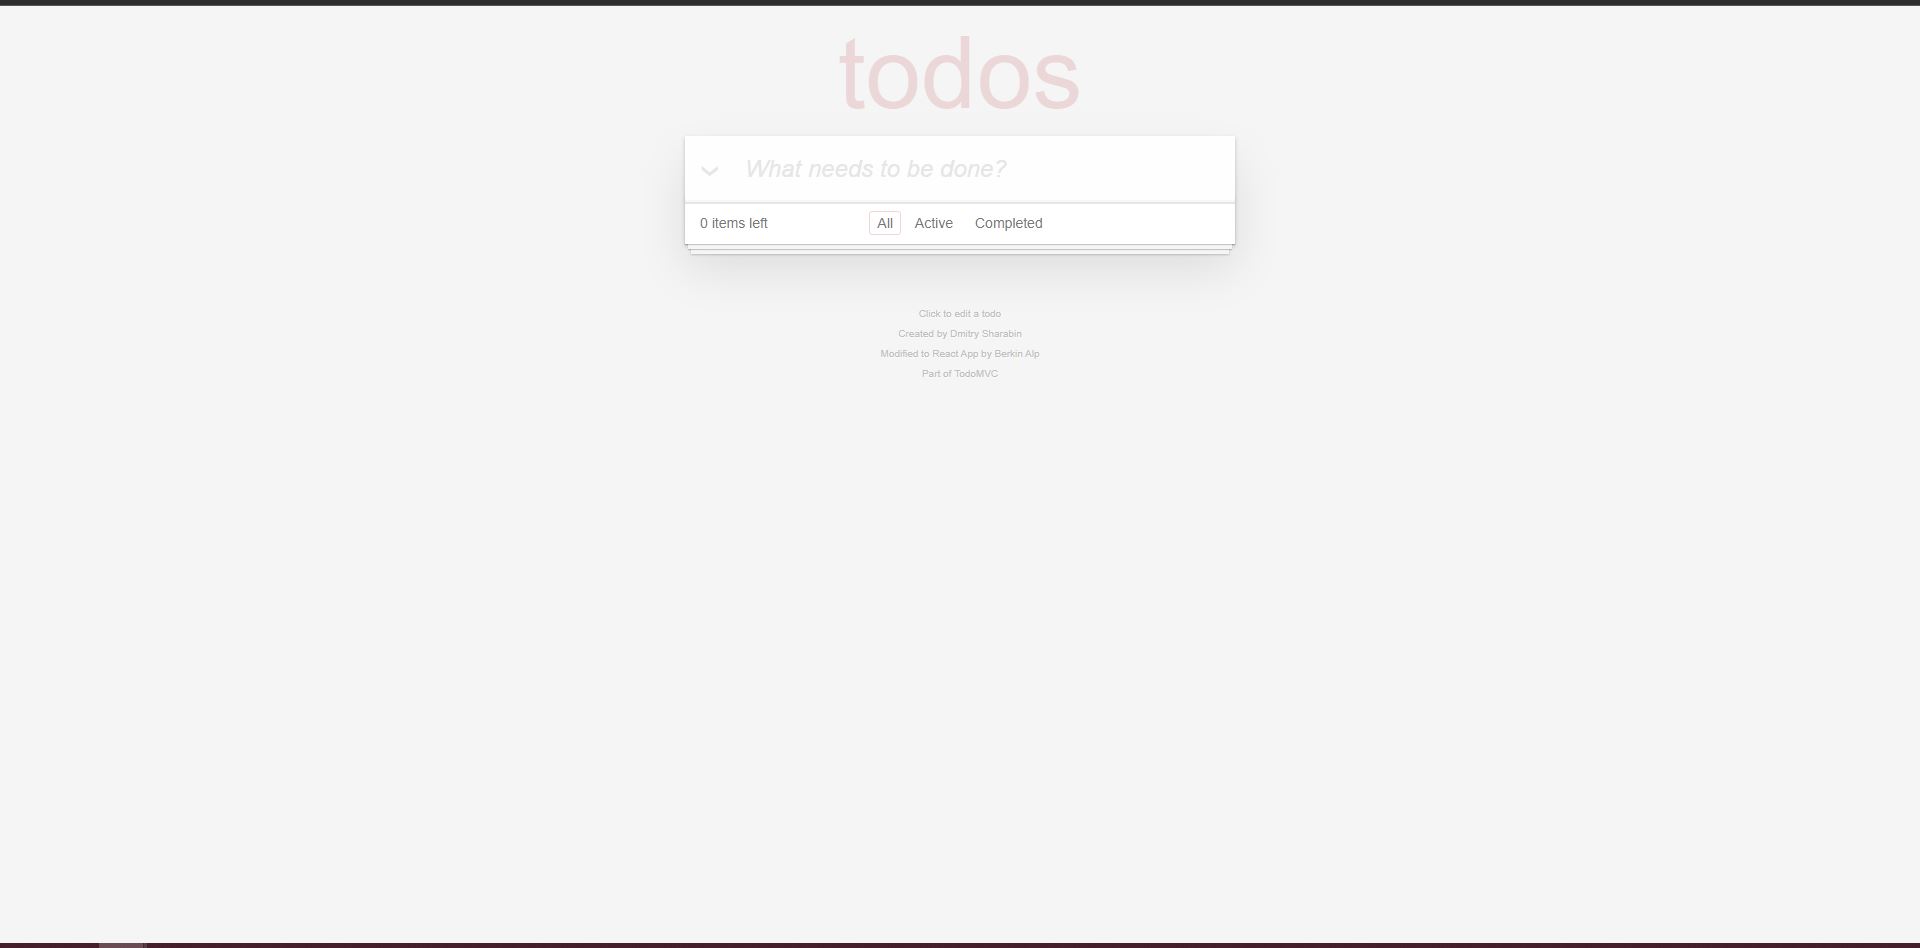 todos
What needs to be done?
0 items left All Active Completed
Click to edit a todo
Created by Dmitry Sharabin
Modified to React App by Berkin Alp
Part of TodoMVC